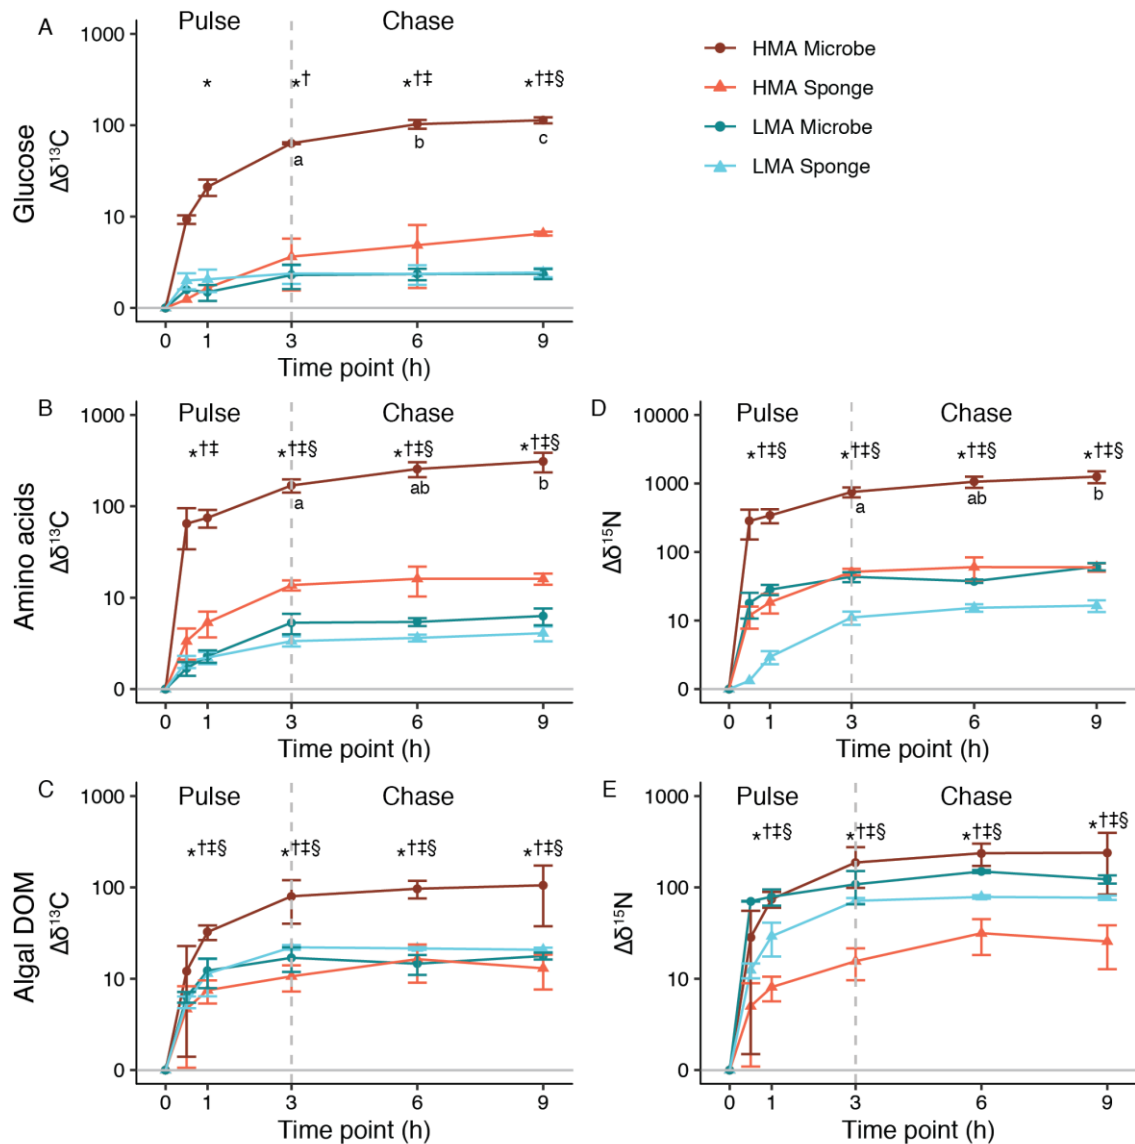 A
Pulse
Chase
Glucose
Δδ¹³C
1000
100
10
0
*
*†
*†‡
*†‡§
a
b
c
0
1
3
6
9
Time point (h)
HMA Microbe
HMA Sponge
LMA Microbe
LMA Sponge
B
Pulse
Chase
Amino acids
Δδ¹³C
1000
100
10
0
*†‡
*†‡§
*†‡§
*†‡§
a
ab
b
0
1
3
6
9
Time point (h)
D
Pulse
Chase
Δδ¹⁵N
10000
1000
100
10
0
*†‡§
*†‡§
*†‡§
*†‡§
a
ab
b
0
1
3
6
9
Time point (h)
C
Pulse
Chase
Algal DOM
Δδ¹³C
1000
100
10
0
*†‡§
*†‡§
*†‡§
*†‡§
0
1
3
6
9
Time point (h)
E
Pulse
Chase
Δδ¹⁵N
1000
100
10
0
*†‡§
*†‡§
*†‡§
*†‡§
0
1
3
6
9
Time point (h)